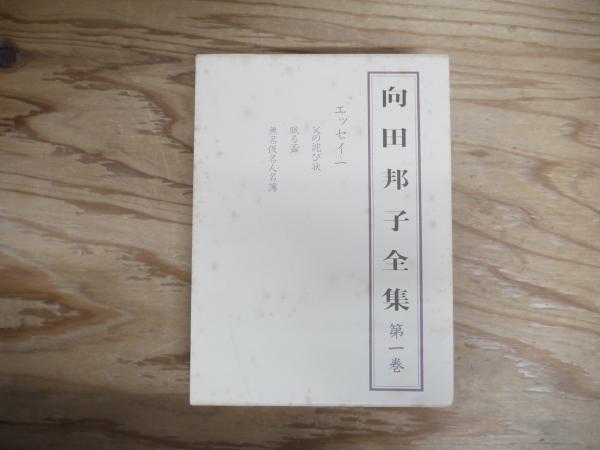 向田邦子全集 第一巻
エッセイ一
父の詫び状
眠る盃
無名仮名人名簿